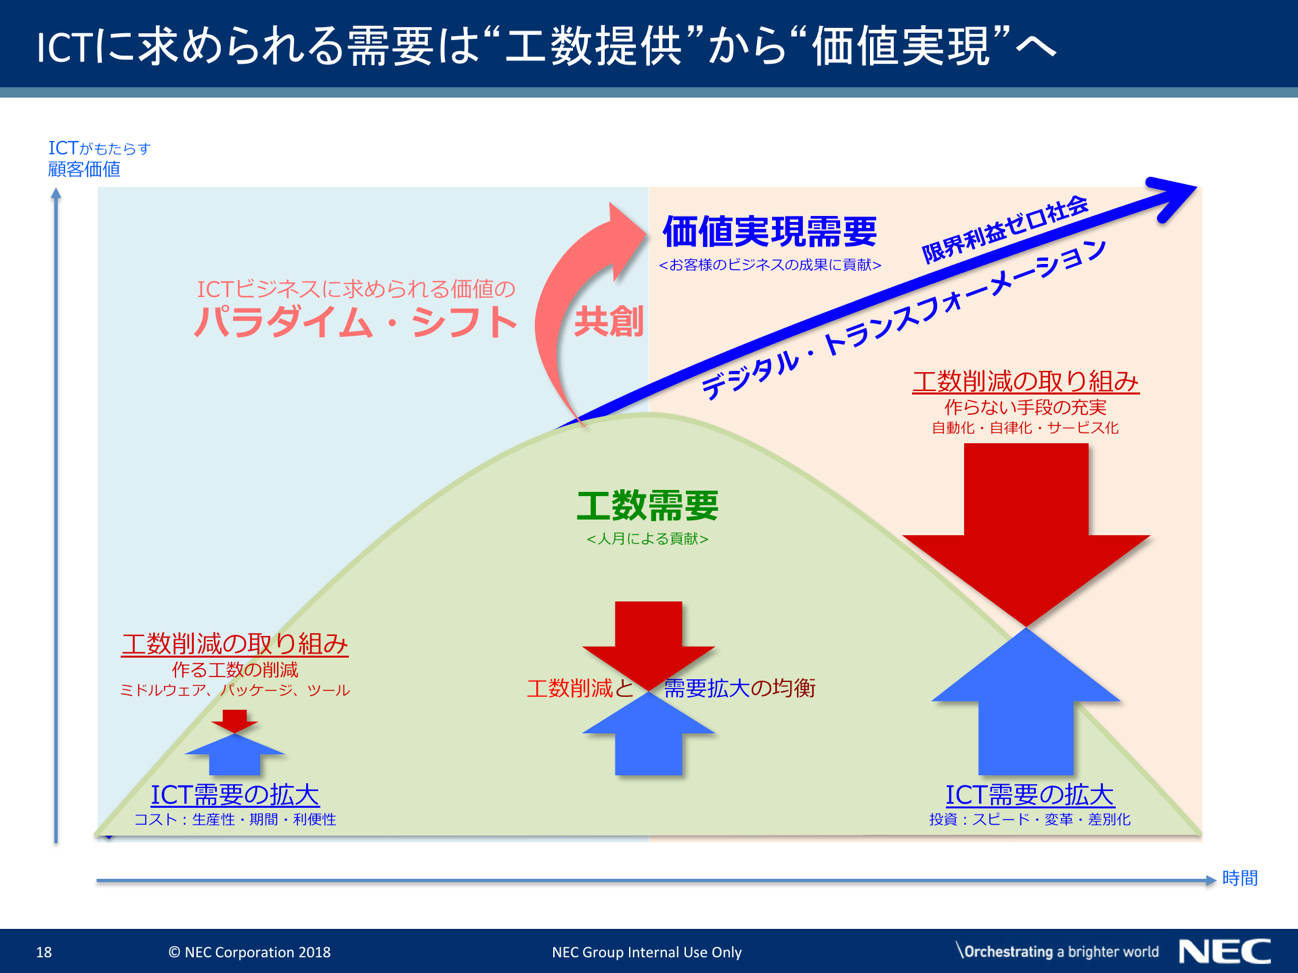 ICTに求められる需要は“工数提供”から“価値実現”へ
ICTがもたらす
顧客価値
価値実現需要
<お客様のビジネスの成果に貢献>
限界利益ゼロ社会
デジタル・トランスフォーメーション
ICTビジネスに求められる価値の
パラダイム・シフト
共創
工数削減の取り組み
作らない手段の充実
自動化・自律化・サービス化
工数需要
<人月による貢献>
工数削減の取り組み
作る工数の削減
ミドルウェア、パッケージ、ツール
工数削減と 需要拡大の均衡
ICT需要の拡大
コスト：生産性・期間・利便性
ICT需要の拡大
投資：スピード・変革・差別化
時間
18
© NEC Corporation 2018
NEC Group Internal Use Only
\Orchestrating a brighter world
NEC